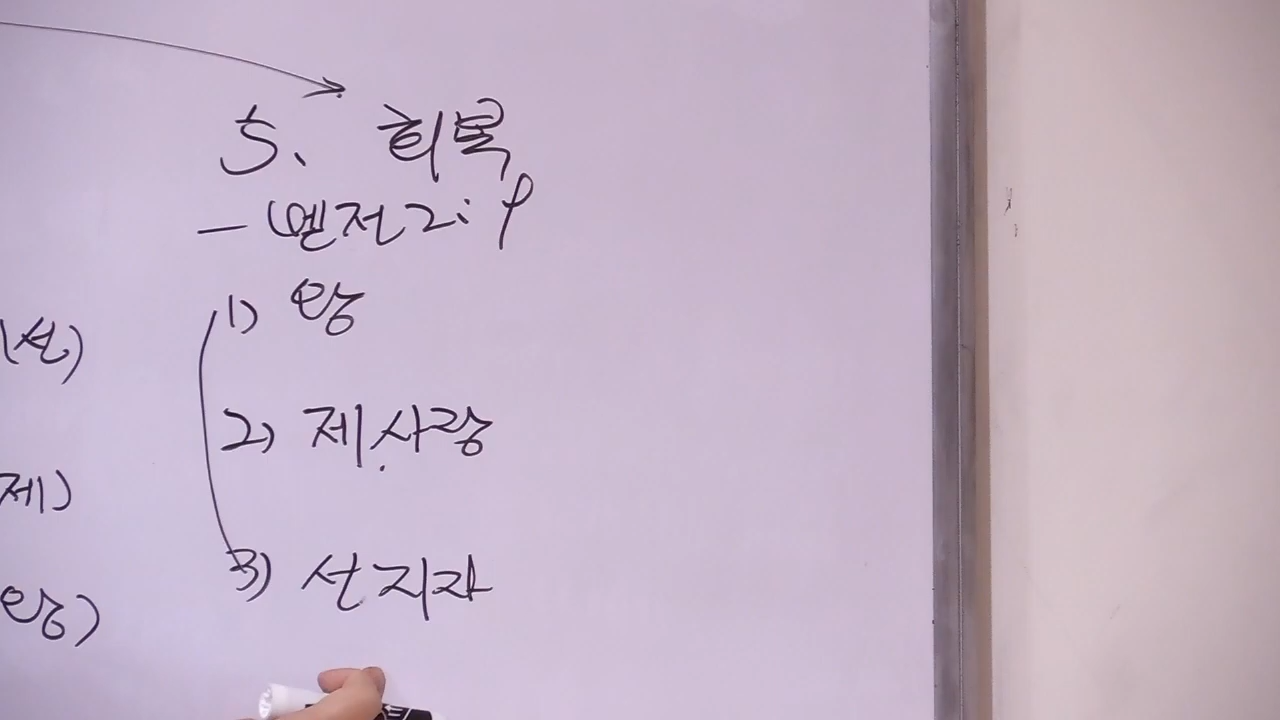 5. 회복
- 벧전2:9
1) 왕
(선)
2) 제사장
제)
3) 선지자
왕)